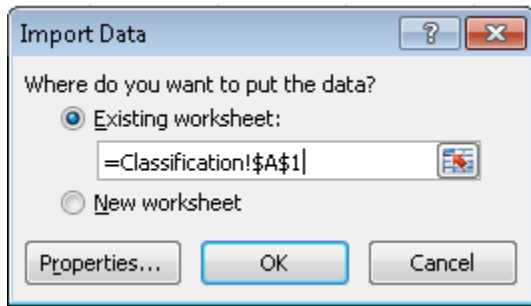 Import Data
Where do you want to put the data?
Existing worksheet:
=Classification!$A$1
New worksheet
Properties... OK Cancel